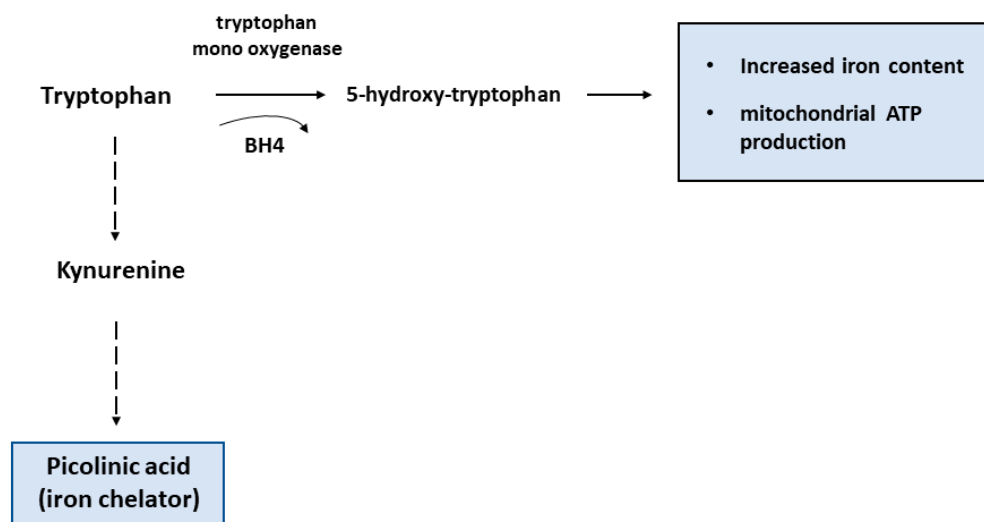 tryptophan
mono oxygenase
Tryptophan
5-hydroxy-tryptophan
BH4
• Increased iron content
• mitochondrial ATP
production
Kynurenine
Picolinic acid
(iron chelator)